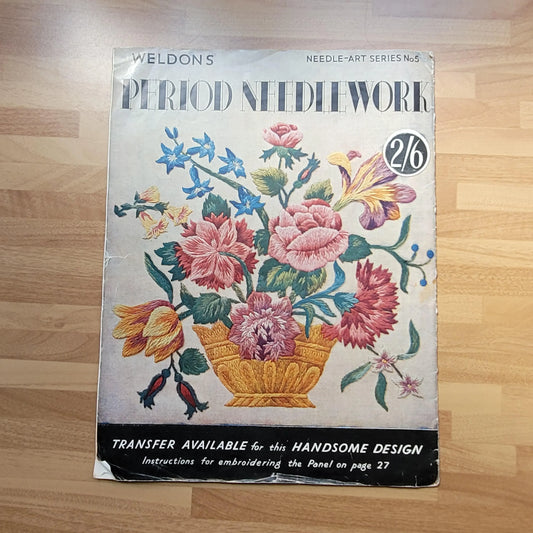 WELDONS
NEEDLE-ART SERIES No5
PERIOD NEEDLEWORK
2/6
TRANSFER AVAILABLE for this HANDSOME DESIGN
Instructions for embroidering the Panel on page 27